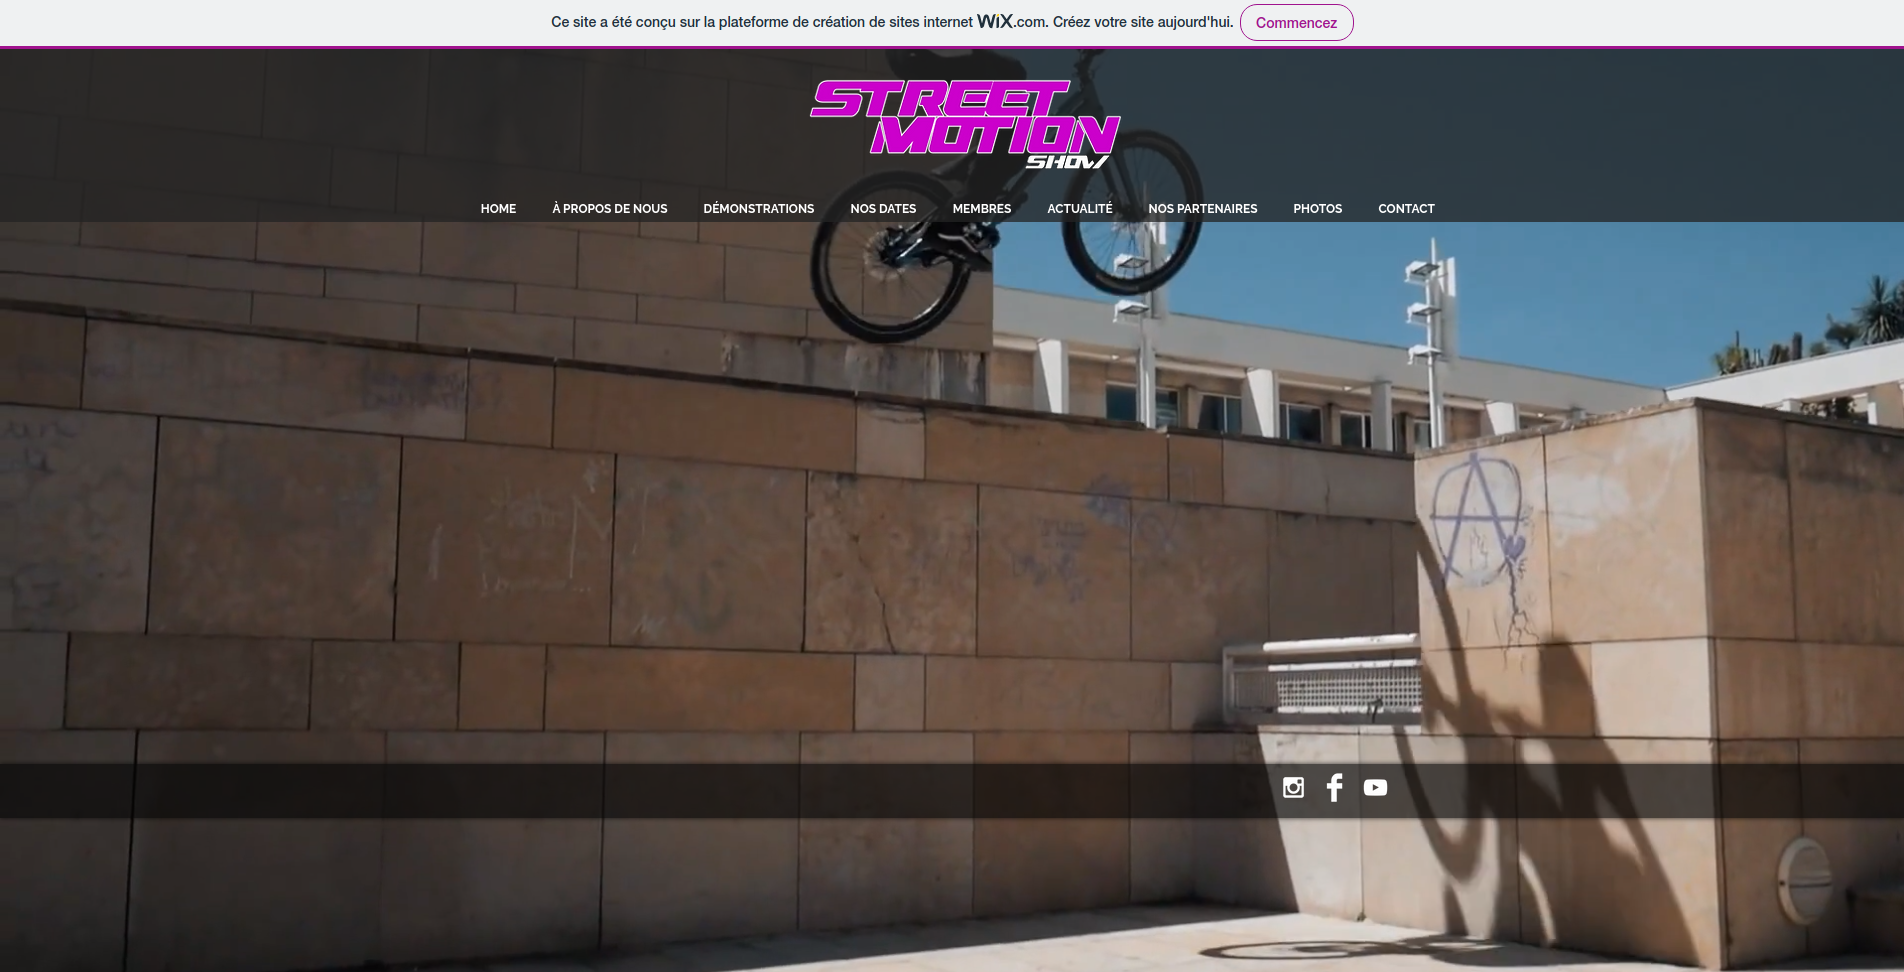 Ce site a été conçu sur la plateforme de création de sites internet WiX.com. Créez votre site aujourd'hui. Commencez
STREET
MOTION
SHOW
HOME À PROPOS DE NOUS DÉMONSTRATIONS NOS DATES MEMBRES ACTUALITÉ NOS PARTENAIRES PHOTOS CONTACT